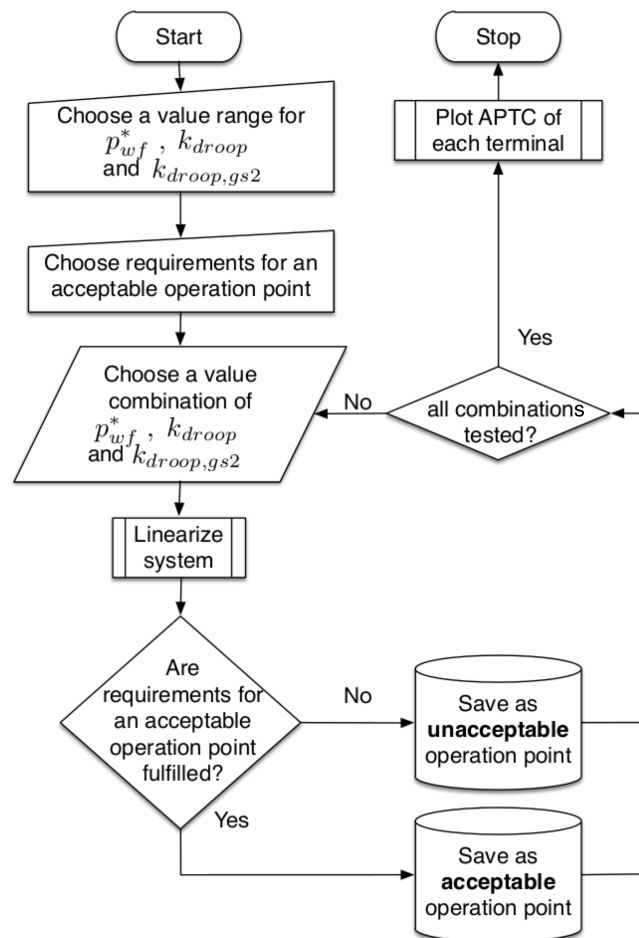 Start
Choose a value range for
p*wf , kdroop
and kdroop,gs2
Choose requirements for an
acceptable operation point
Choose a value
combination of
p*wf , kdroop
and kdroop,gs2
Linearize
system
Are
requirements for
an acceptable
operation point
fulfilled?
No
Yes
Save as
unacceptable
operation point
Save as
acceptable
operation point
all combinations
tested?
No
Yes
Plot APTC of
each terminal
Stop